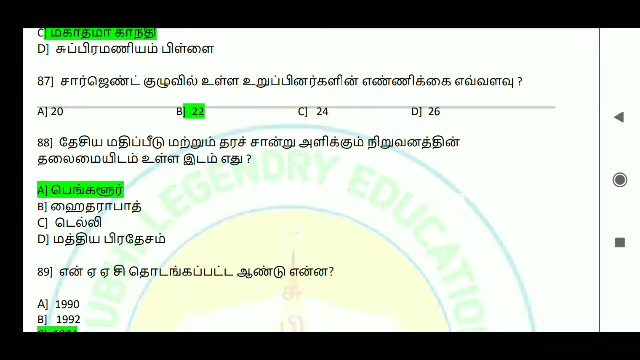 C] மகாத்மா காந்தி
D] சுப்பிரமணியம் பிள்ளை
87] சார்ஜெண்ட் குழுவில் உள்ள உறுப்பினர்களின் எண்ணிக்கை எவ்வளவு ?
A] 20 B] 22 C] 24 D] 26
88] தேசிய மதிப்பீடு மற்றும் தரச் சான்று அளிக்கும் நிறுவனத்தின்
தலைமையிடம் உள்ள இடம் எது ?
A] பெங்களூர்
B] ஹைதராபாத்
C] டெல்லி
D] மத்திய பிரதேசம்
89] என் ஏ ஏ சி தொடங்கப்பட்ட ஆண்டு என்ன?
A] 1990
B] 1992